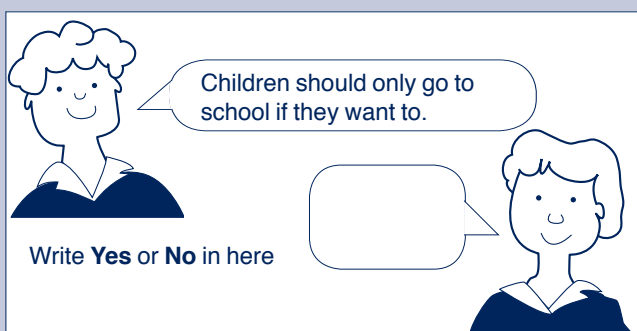 Children should only go to
school if they want to.
Write Yes or No in here